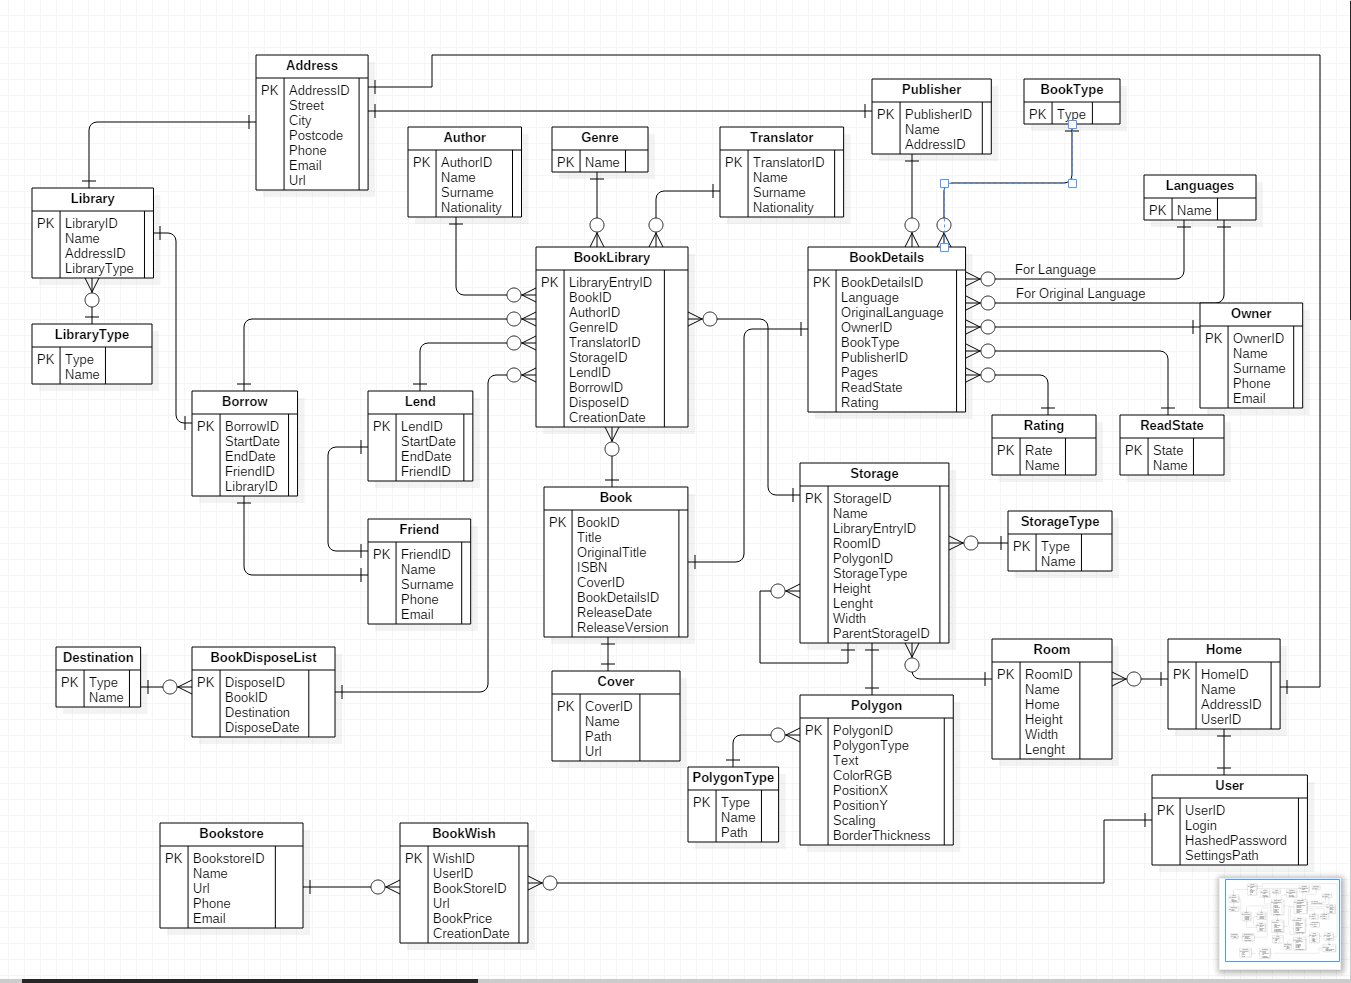 Address
PK
AddressID
Street
City
Postcode
Phone
Email
Url
Publisher
PK
PublisherID
Name
AddressID
BookType
PK
Type
Author
PK
AuthorID
Name
Surname
Nationality
Genre
PK
Name
Translator
PK
TranslatorID
Name
Surname
Nationality
Languages
PK
Name
Library
PK
LibraryID
Name
AddressID
LibraryType
BookLibrary
PK
LibraryEntryID
BookID
AuthorID
GenreID
TranslatorID
StorageID
LendID
BorrowID
DisposeID
CreationDate
BookDetails
PK
BookDetailsID
Language
OriginalLanguage
OwnerID
BookType
PublisherID
Pages
ReadState
Rating
For Language
For Original Language
Owner
PK
OwnerID
Name
Surname
Phone
Email
LibraryType
PK
Type
Name
Borrow
PK
BorrowID
StartDate
EndDate
FriendID
LibraryID
Lend
PK
LendID
StartDate
EndDate
FriendID
Rating
PK
Rate
Name
ReadState
PK
State
Name
Storage
PK
StorageID
Name
LibraryEntryID
RoomID
PolygonID
StorageType
Height
Lenght
Width
ParentStorageID
Book
PK
BookID
Title
OriginalTitle
ISBN
CoverID
BookDetailsID
ReleaseDate
ReleaseVersion
StorageType
PK
Type
Name
Friend
PK
FriendID
Name
Surname
Phone
Email
Destination
PK
Type
Name
BookDisposeList
PK
DisposeID
BookID
Destination
DisposeDate
Cover
PK
CoverID
Name
Path
Url
Room
PK
RoomID
Name
Home
Height
Width
Lenght
Home
PK
HomeID
Name
AddressID
UserID
Polygon
PK
PolygonID
PolygonType
Text
ColorRGB
PositionX
PositionY
Scaling
BorderThickness
PolygonType
PK
Type
Name
Path
User
PK
UserID
Login
HashedPassword
SettingsPath
Bookstore
PK
BookstoreID
Name
Url
Phone
Email
BookWish
PK
WishID
UserID
BookStoreID
Url
BookPrice
CreationDate